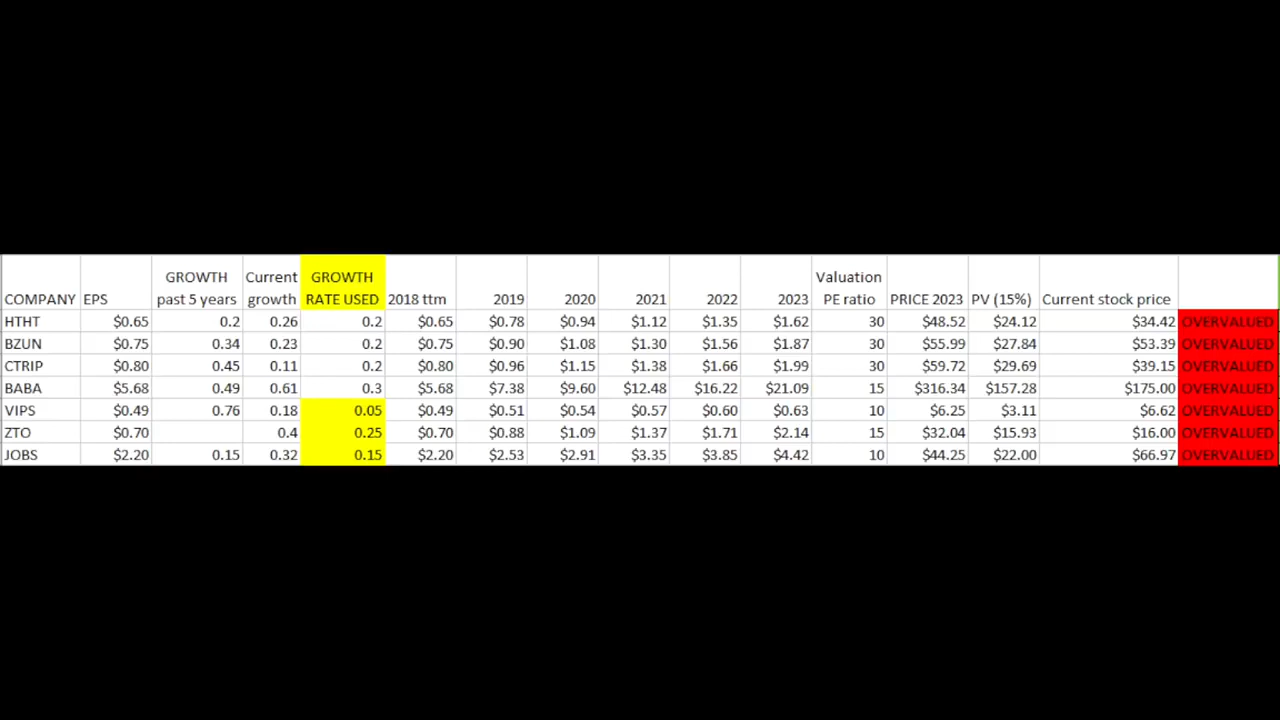 GROWTH Current GROWTH Valuation
COMPANY EPS past 5 years growth RATE USED 2018 ttm 2019 2020 2021 2022 2023 PE ratio PRICE 2023 PV (15%) Current stock price
HTHT $0.65 0.2 0.26 0.2 $0.65 $0.78 $0.94 $1.12 $1.35 $1.62 30 $48.52 $24.12 $34.42 OVERVALUED
BZUN $0.75 0.34 0.23 0.2 $0.75 $0.90 $1.08 $1.30 $1.56 $1.87 30 $55.99 $27.84 $53.39 OVERVALUED
CTRIP $0.80 0.45 0.11 0.2 $0.80 $0.96 $1.15 $1.38 $1.66 $1.99 30 $59.72 $29.69 $39.15 OVERVALUED
BABA $5.68 0.49 0.61 0.3 $5.68 $7.38 $9.60 $12.48 $16.22 $21.09 15 $316.34 $157.28 $175.00 OVERVALUED
VIPS $0.49 0.76 0.18 0.05 $0.49 $0.51 $0.54 $0.57 $0.60 $0.63 10 $6.25 $3.11 $6.62 OVERVALUED
ZTO $0.70 0.4 0.25 $0.70 $0.88 $1.09 $1.37 $1.71 $2.14 15 $32.04 $15.93 $16.00 OVERVALUED
JOBS $2.20 0.15 0.32 0.15 $2.20 $2.53 $2.91 $3.35 $3.85 $4.42 10 $44.25 $22.00 $66.97 OVERVALUED